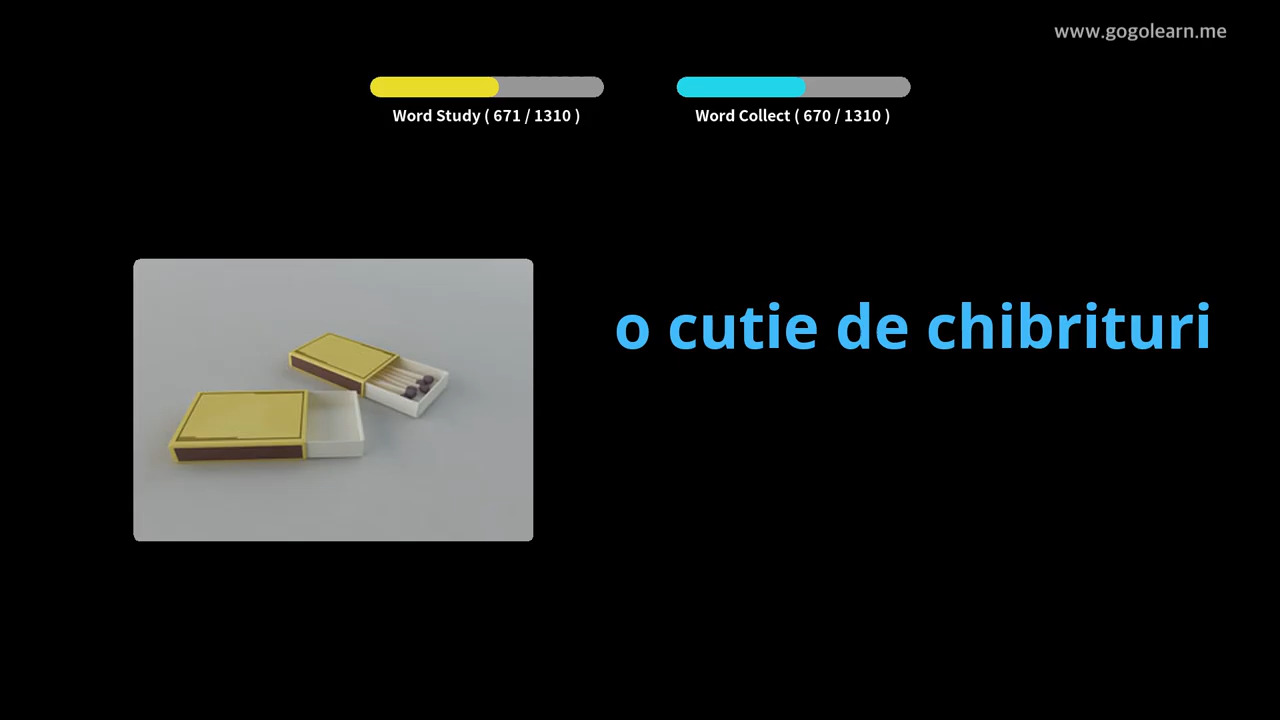 www.gogolearn.me
Word Study ( 671 / 1310 )
Word Collect ( 670 / 1310 )
o cutie de chibrituri